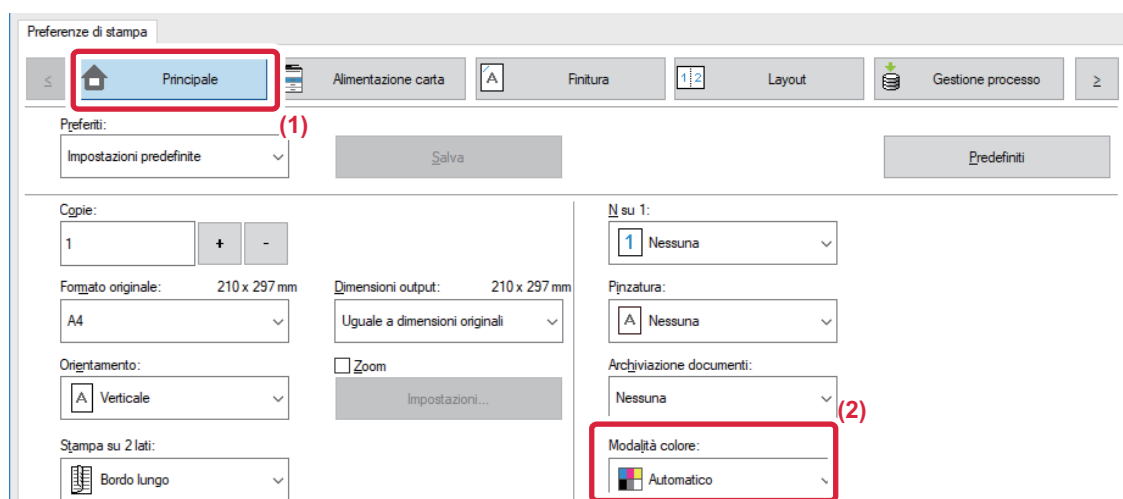 Preferenze di stampa
≤ Principale Alimentazione carta A Finitura 1 2 Layout Gestione processo ≥
(1)
Preferiti:
Impostazioni predefinite Salva Predefiniti
Copie: N su 1:
1 + - 1 Nessuna
Formato originale: 210 x 297 mm Dimensioni output: 210 x 297 mm Pinzatura:
A4 Uguale a dimensioni originali A Nessuna
Orientamento: Zoom Archiviazione documenti:
A Verticale Impostazioni... Nessuna
(2)
Stampa su 2 lati: Modalità colore:
Bordo lungo Automatico